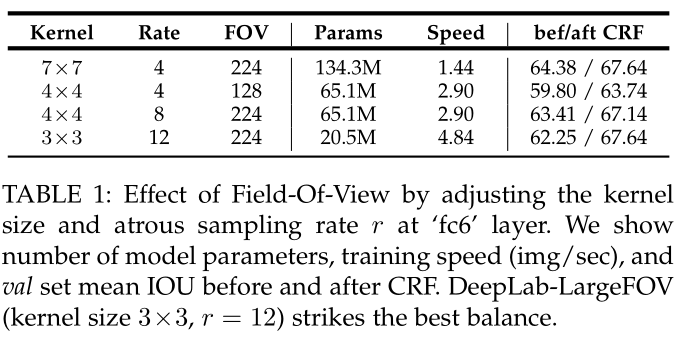 Kernel Rate FOV Params Speed bef/aft CRF
7×7 4 224 134.3M 1.44 64.38 / 67.64
4×4 4 128 65.1M 2.90 59.80 / 63.74
4×4 8 224 65.1M 2.90 63.41 / 67.14
3×3 12 224 20.5M 4.84 62.25 / 67.64
TABLE 1: Effect of Field-Of-View by adjusting the kernel
size and atrous sampling rate r at ‘fc6’ layer. We show
number of model parameters, training speed (img/sec), and
val set mean IOU before and after CRF. DeepLab-LargeFOV
(kernel size 3×3, r = 12) strikes the best balance.